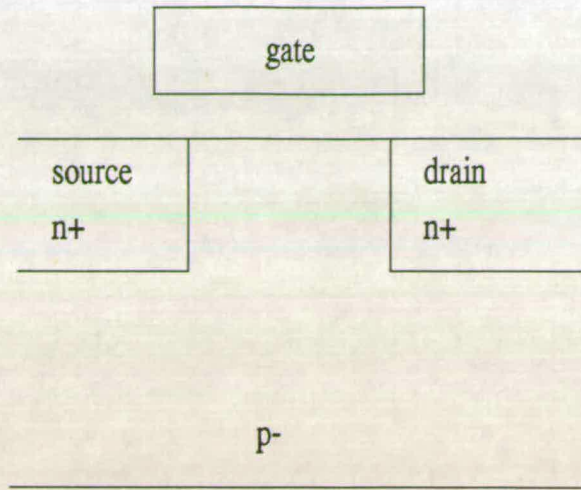 gate
source
drain
n+
n+
p-